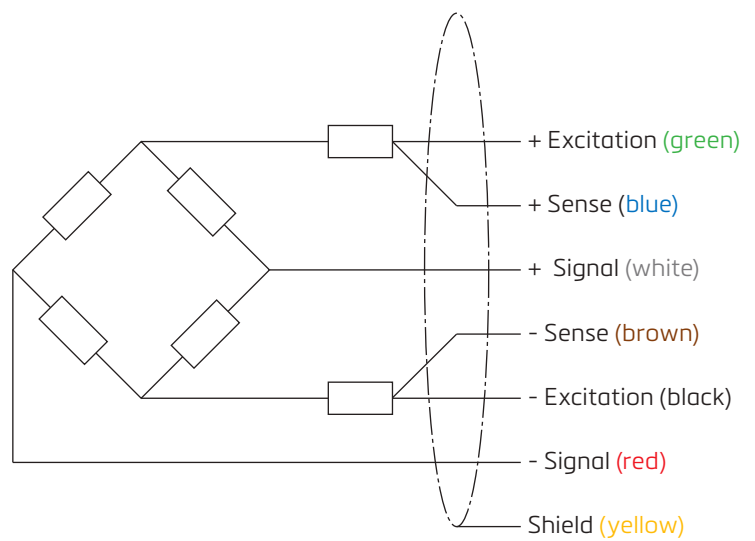 + Excitation (green)
+ Sense (blue)
+ Signal (white)
- Sense (brown)
- Excitation (black)
- Signal (red)
Shield (yellow)